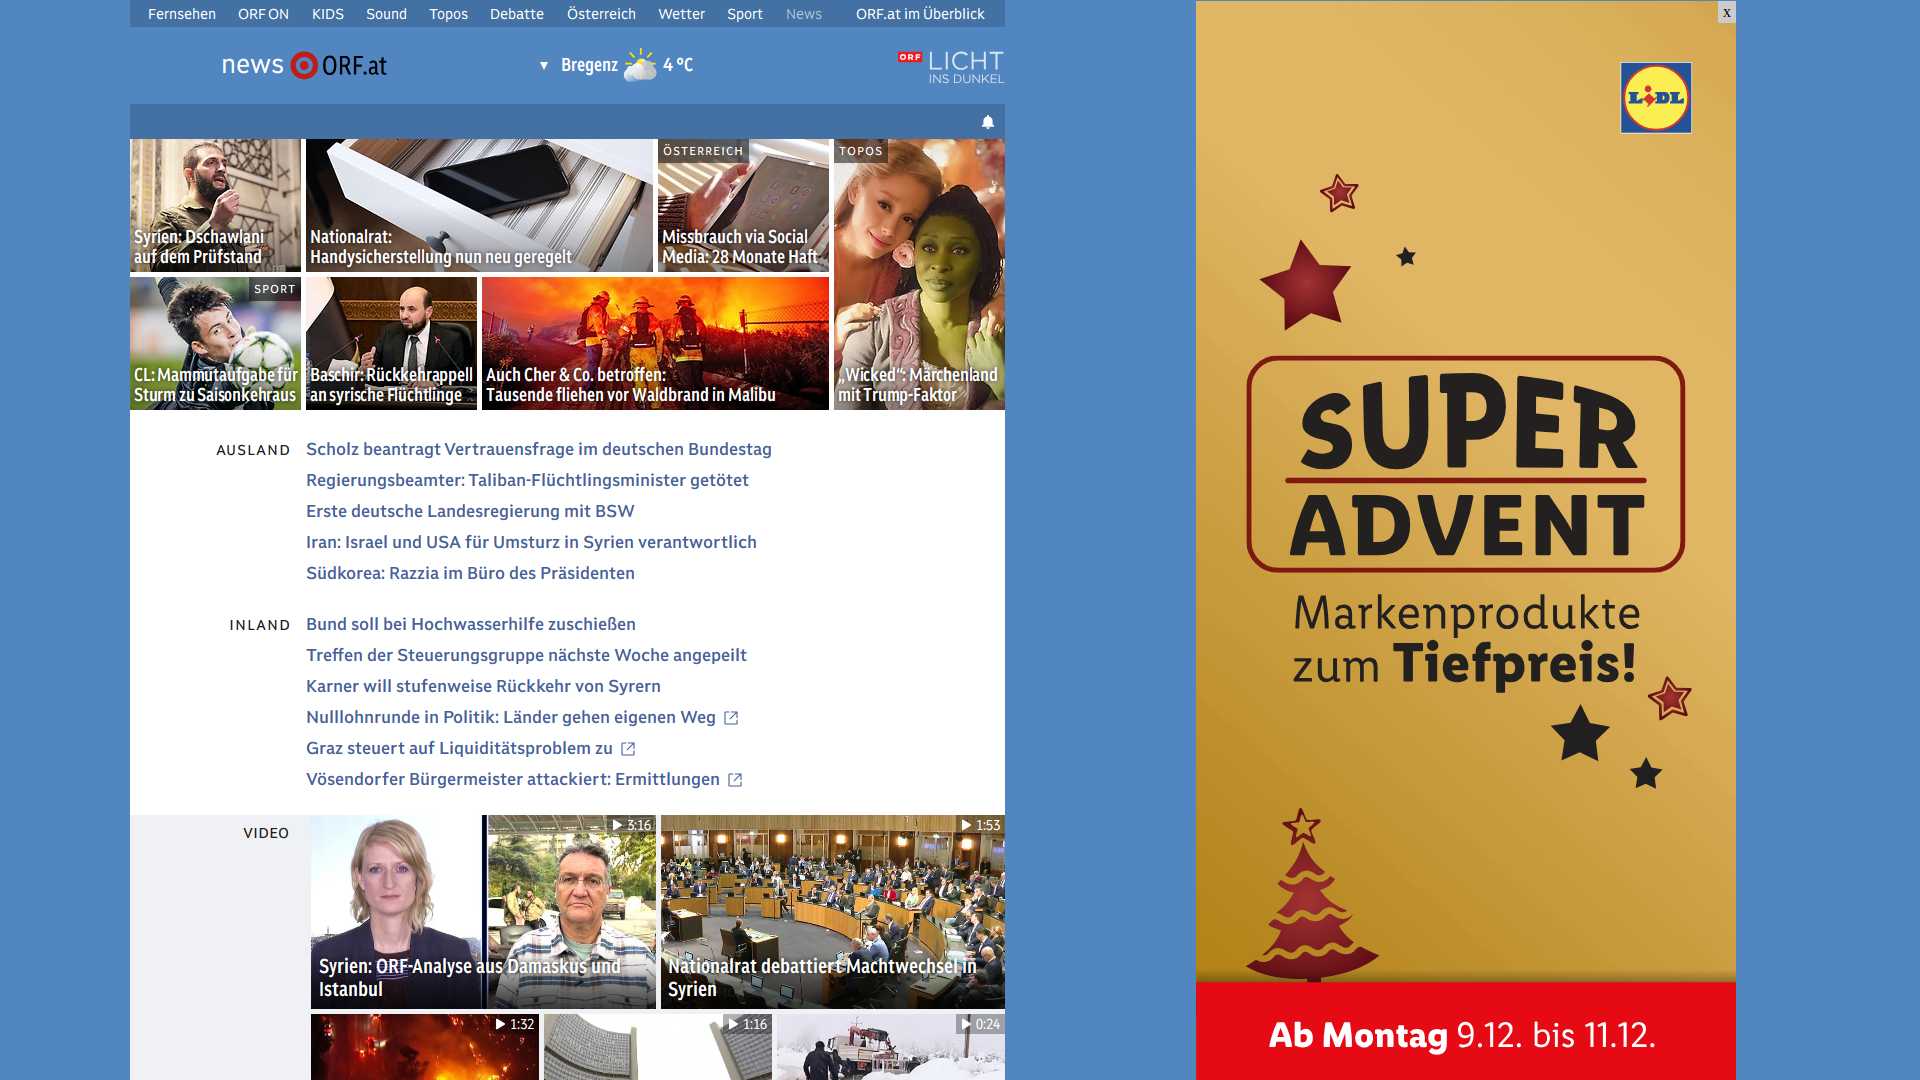 Fernsehen ORF ON KIDS Sound Topos Debatte Österreich Wetter Sport News ORF.at im Überblick
news ORF.at
▼ Bregenz 4 °C
ORF LICHT
INS DUNKEL
Syrien: Dschawlani
auf dem Prüfstand
Nationalrat:
Handysicherstellung nun neu geregelt
ÖSTERREICH
Missbrauch via Social
Media: 28 Monate Haft
TOPOS
„Wicked“: Märchenland
mit Trump-Faktor
SPORT
CL: Mammutaufgabe für
Sturm zu Saisonkehraus
Baschir: Rückkehrappell
an syrische Flüchtlinge
Auch Cher & Co. betroffen:
Tausende fliehen vor Waldbrand in Malibu
AUSLAND
Scholz beantragt Vertrauensfrage im deutschen Bundestag
Regierungsbeamter: Taliban-Flüchtlingsminister getötet
Erste deutsche Landesregierung mit BSW
Iran: Israel und USA für Umsturz in Syrien verantwortlich
Südkorea: Razzia im Büro des Präsidenten
INLAND
Bund soll bei Hochwasserhilfe zuschießen
Treffen der Steuerungsgruppe nächste Woche angepeilt
Karner will stufenweise Rückkehr von Syrern
Nulllohnrunde in Politik: Länder gehen eigenen Weg
Graz steuert auf Liquiditätsproblem zu
Vösendorfer Bürgermeister attackiert: Ermittlungen
VIDEO
3:16
Syrien: ORF-Analyse aus Damaskus und
Istanbul
1:53
Nationalrat debattiert Machtwechsel in
Syrien
1:32
1:16
0:24
x
LIDL
SUPER
ADVENT
Markenprodukte
zum Tiefpreis!
Ab Montag 9.12. bis 11.12.